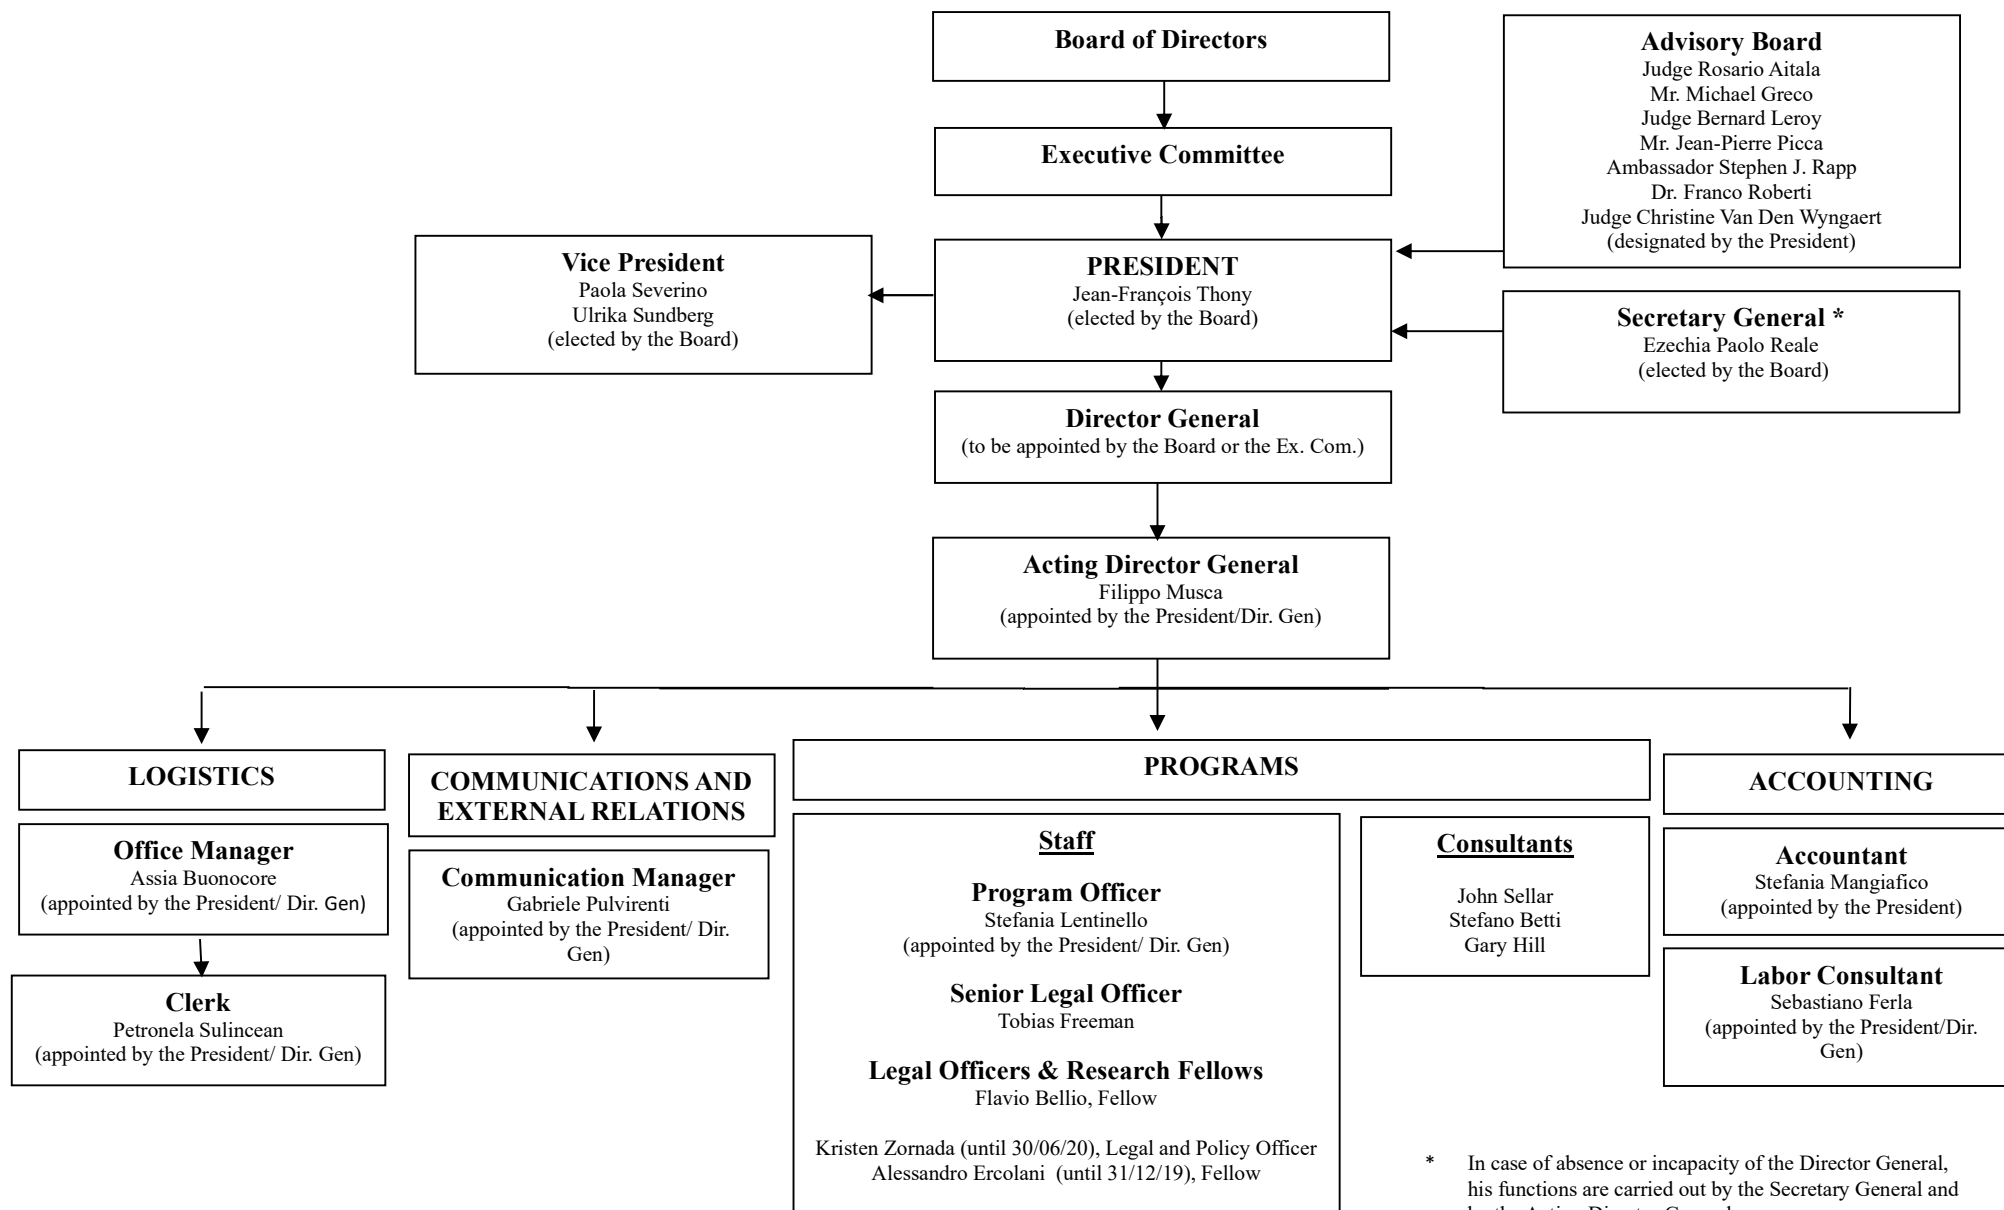 Board of Directors
Executive Committee
Advisory Board
Judge Rosario Aitala
Mr. Michael Greco
Judge Bernard Leroy
Mr. Jean-Pierre Picca
Ambassador Stephen J. Rapp
Dr. Franco Roberti
Judge Christine Van Den Wyngaert
(designated by the President)
Vice President
Paola Severino
Ulrika Sundberg
(elected by the Board)
PRESIDENT
Jean-François Thony
(elected by the Board)
Secretary General *
Ezechia Paolo Reale
(elected by the Board)
Director General
(to be appointed by the Board or the Ex. Com.)
Acting Director General
Filippo Musca
(appointed by the President/Dir. Gen)
LOGISTICS
Office Manager
Assia Buonocore
(appointed by the President/ Dir. Gen)
Clerk
Petronela Sulincean
(appointed by the President/ Dir. Gen)
COMMUNICATIONS AND
EXTERNAL RELATIONS
Communication Manager
Gabriele Pulvirenti
(appointed by the President/ Dir.
Gen)
PROGRAMS
Staff
Program Officer
Stefania Lentinello
(appointed by the President/ Dir. Gen)
Senior Legal Officer
Tobias Freeman
Legal Officers & Research Fellows
Flavio Bellio, Fellow
Kristen Zornada (until 30/06/20), Legal and Policy Officer
Alessandro Ercolani (until 31/12/19), Fellow
Consultants
John Sellar
Stefano Betti
Gary Hill
ACCOUNTING
Accountant
Stefania Mangiafico
(appointed by the President)
Labor Consultant
Sebastiano Ferla
(appointed by the President/Dir.
Gen)
* In case of absence or incapacity of the Director General,
his functions are carried out by the Secretary General and